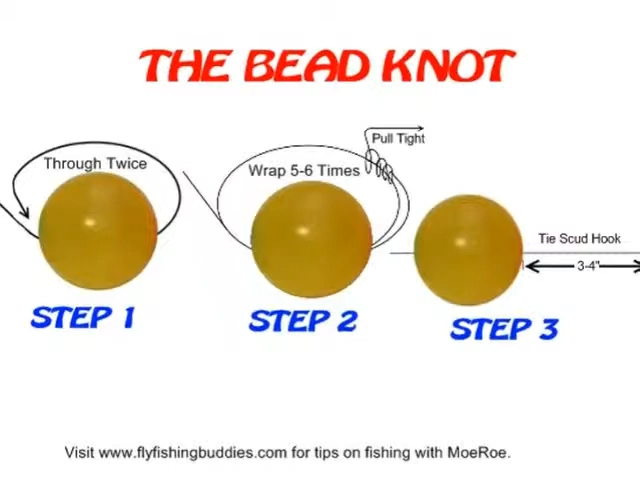 THE BEAD KNOT
Pull Tight
Through Twice
Wrap 5-6 Times
Tie Scud Hook
3-4"
STEP 1
STEP 2
STEP 3
Visit www.flyfishingbuddies.com for tips on fishing with MoeRoe.